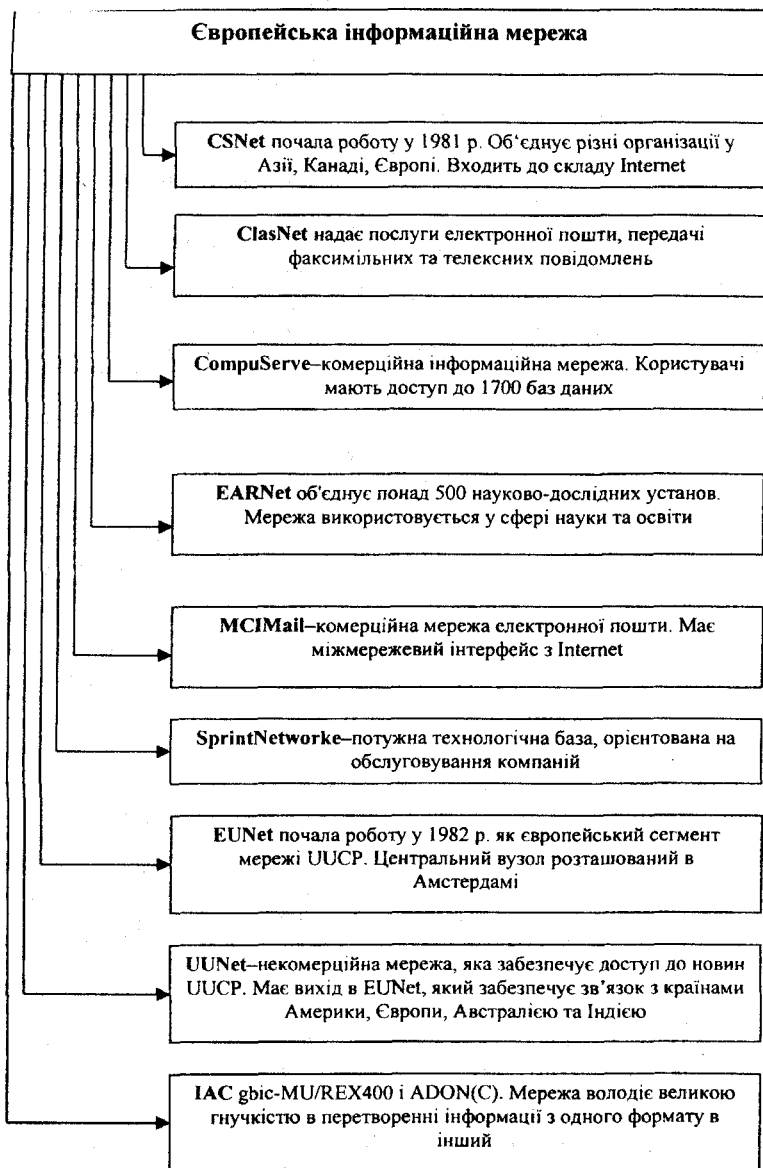 Європейська інформаційна мережа
CSNet почала роботу у 1981 р. Об‘єднує різні організації у
Азії, Канаді, Європі. Входить до складу Internet
ClasNet надає послуги електронної пошти, передачі
факсимільних та телексних повідомлень
CompuServe–комерційна інформаційна мережа. Користувачі
мають доступ до 1700 баз даних
EARNet об'єднує понад 500 науково-дослідних установ.
Мережа використовується у сфері науки та освіти
MCIMail–комерційна мережа електронної пошти. Має
міжмережевий інтерфейс з Internet
SprintNetworke–потужна технологічна база, орієнтована на
обслуговування компаній
EUNet почала роботу у 1982 р. як європейський сегмент
мережі UUCP. Центральний вузол розташований в
Амстердамі
UUNet–некомерційна мережа, яка забезпечує доступ до новин
UUCP. Має вихід в EUNet, який забезпечує зв’язок з країнами
Америки, Європи, Австралією та Індією
IAC gbic-MU/REX400 і ADON(C). Мережа володіє великою
гнучкістю в перетворенні інформації з одного формату в
інший